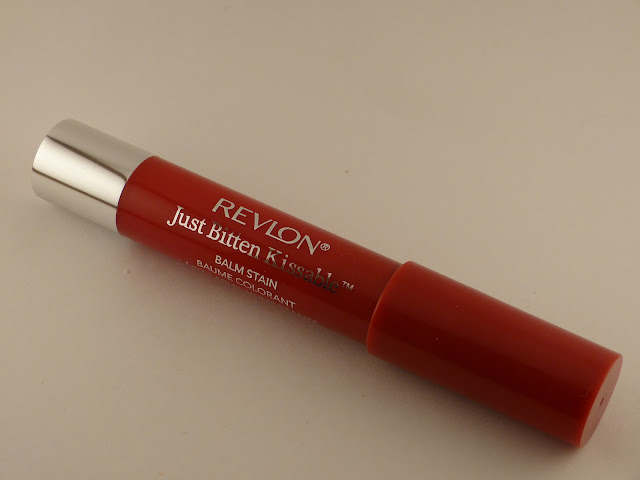 REVLON®
Just Bitten Kissable™
BALM STAIN
BAUME COLORANT